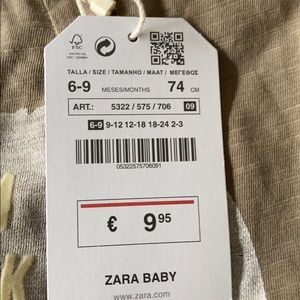 FSC
TALLA / SIZE / TAMANHO / MAAT / ΜΕΓΕΘΟΣ
6-9 MESES/MONTHS 74 CM
ART.: 5322 / 575 / 706 09
6-9 9-12 12-18 18-24 2-3
05322575706091
€ 9.95
ZARA BABY
www.zara.com